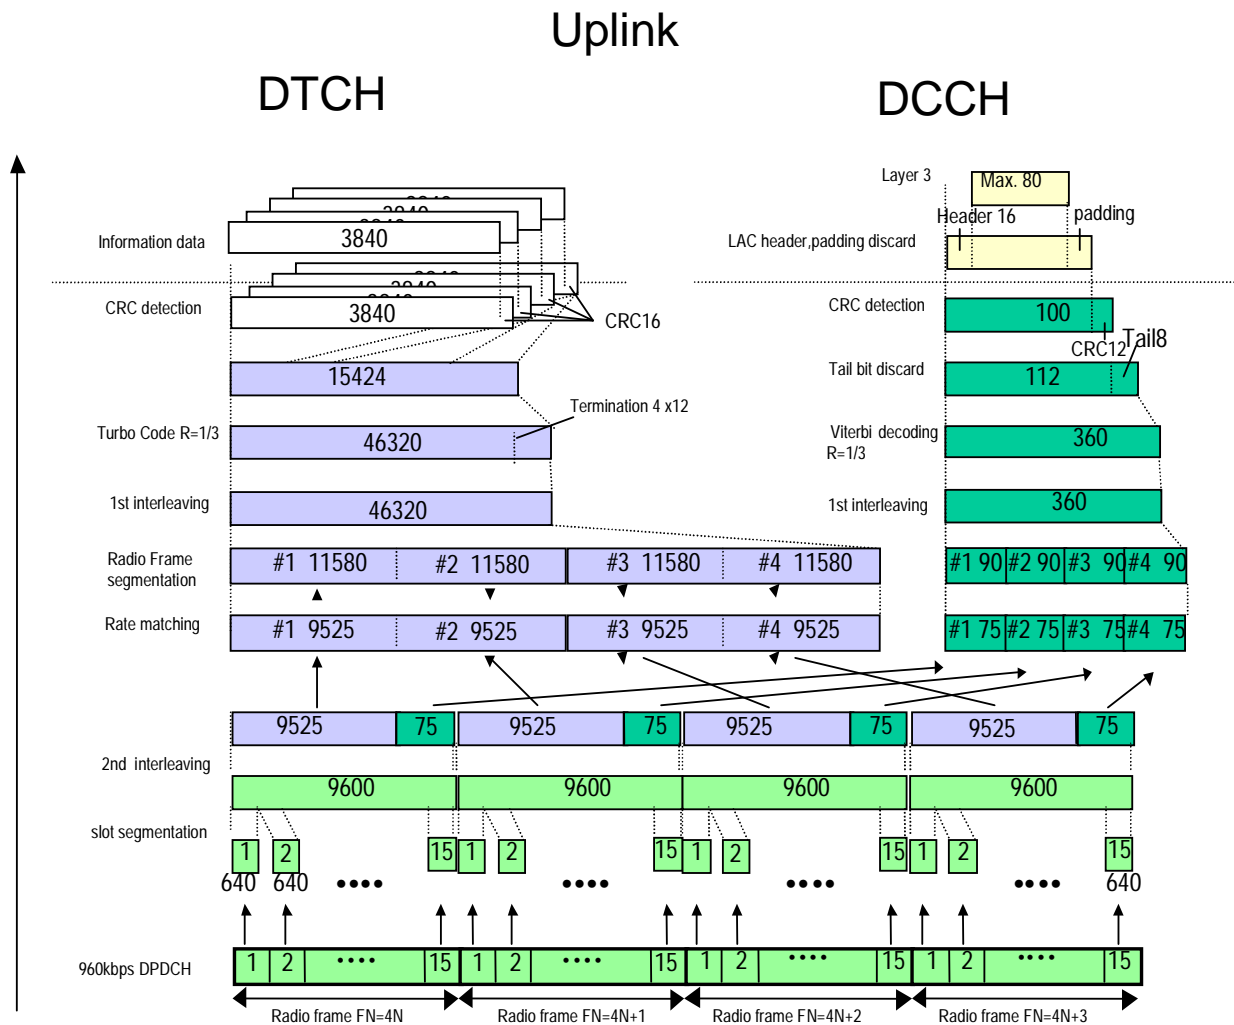 Uplink
DTCH
DCCH
Layer 3
Max. 80
Header 16
padding
3840
Information data
LAC header,padding discard
CRC detection
3840
CRC16
CRC detection
100
CRC12
Tail8
15424
Tail bit discard
112
Termination 4 x12
Turbo Code R=1/3
46320
Viterbi decoding
R=1/3
360
1st interleaving
46320
1st interleaving
360
Radio Frame
segmentation
#1 11580
#2 11580
#3 11580
#4 11580
#1 90
#2 90
#3 90
#4 90
Rate matching
#1 9525
#2 9525
#3 9525
#4 9525
#1 75
#2 75
#3 75
#4 75
9525
75
9525
75
9525
75
9525
75
2nd interleaving
9600
9600
9600
9600
slot segmentation
1
2
15
1
2
15
1
2
15
1
2
15
640
640
••••
••••
••••
••••
640
960kbps DPDCH
1
2
••••
15
1
2
••••
15
1
2
••••
15
1
2
••••
15
Radio frame FN=4N
Radio frame FN=4N+1
Radio frame FN=4N+2
Radio frame FN=4N+3